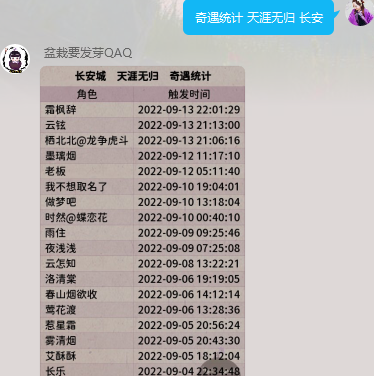 奇遇统计 天涯无归 长安
盆栽要发芽QAQ
长安城 天涯无归 奇遇统计
角色 触发时间
霜枫辞 2022-09-13 22:01:29
云铉 2022-09-13 21:13:00
栖北北@龙争虎斗 2022-09-13 21:06:16
墨璃烟 2022-09-12 11:17:10
老板 2022-09-12 05:11:40
我不想取名了 2022-09-10 19:04:01
做梦吧 2022-09-10 13:18:04
时然@蝶恋花 2022-09-10 00:40:10
雨住 2022-09-09 09:25:46
夜浅浅 2022-09-09 07:25:08
云怎知 2022-09-08 13:22:21
洛清棠 2022-09-06 19:19:05
春山烟欲收 2022-09-06 14:12:14
莺花渡 2022-09-06 13:28:36
惹星霜 2022-09-05 20:56:24
雾清烟 2022-09-05 20:43:30
艾酥酥 2022-09-05 18:12:04
长乐 2022-09-04 22:34:48